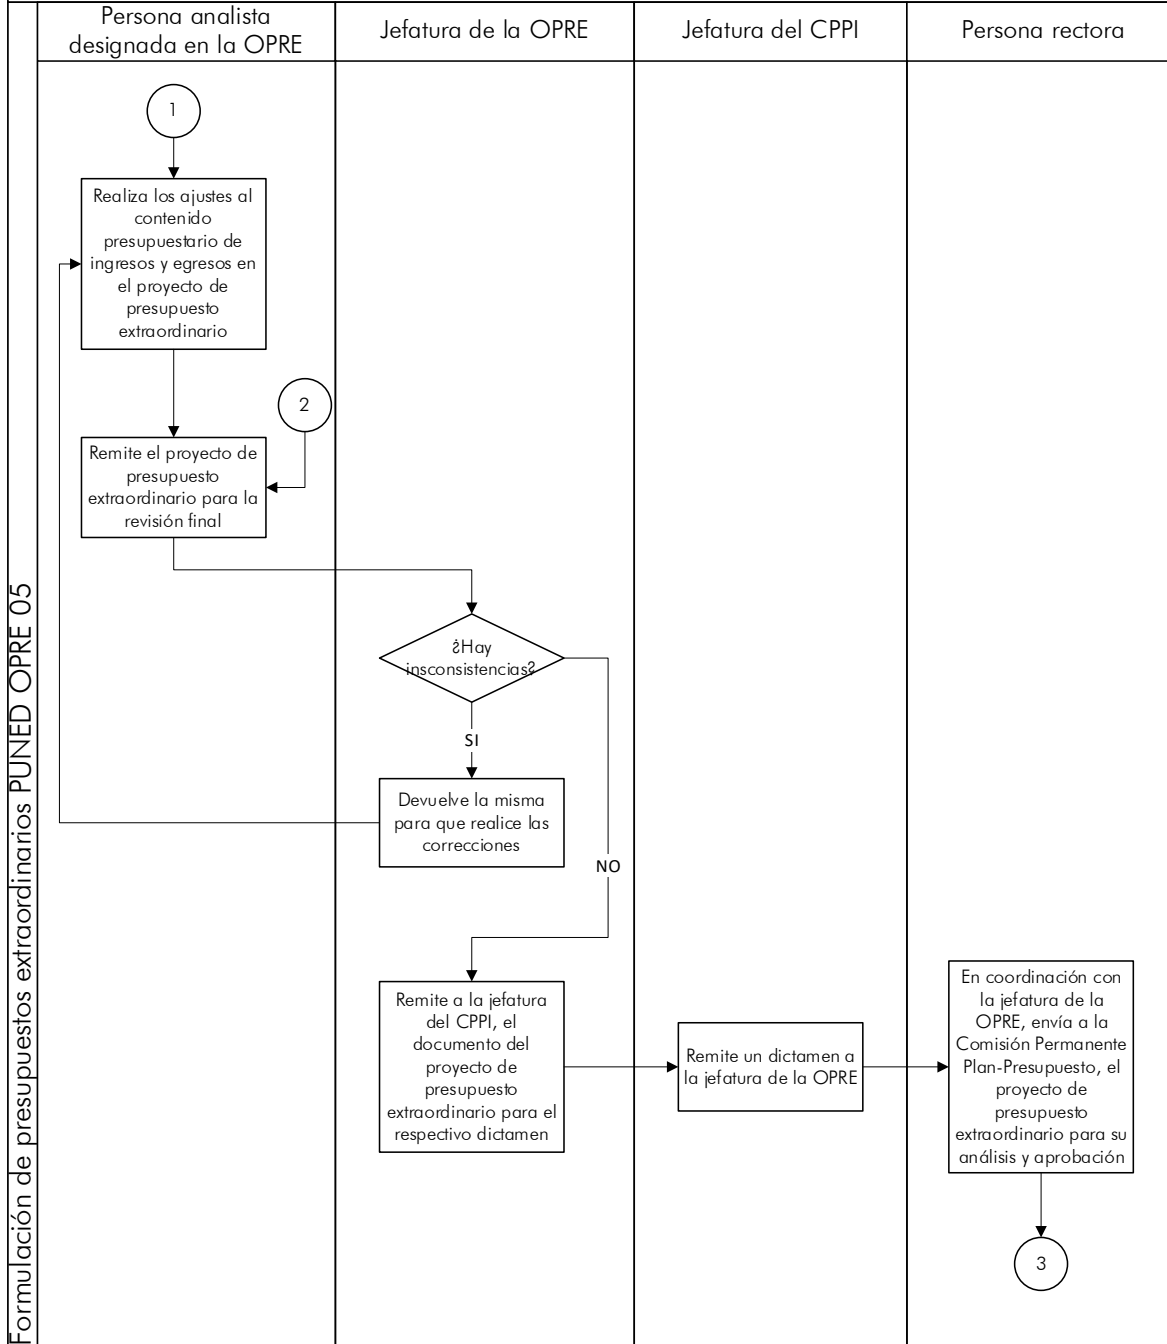 Persona analista
designada en la OPRE
Jefatura de la OPRE
Jefatura del CPPI
Persona rectora
Formulación de presupuestos extraordinarios PUNED OPRE 05
1
Realiza los ajustes al
contenido
presupuestario de
ingresos y egresos en
el proyecto de
presupuesto
extraordinario
2
Remite el proyecto de
presupuesto
extraordinario para la
revisión final
¿Hay
insconsistencias?
SI
Devuelve la misma
para que realice las
correcciones
NO
Remite a la jefatura
del CPPI, el
documento del
proyecto de
presupuesto
extraordinario para el
respectivo dictamen
Remite un dictamen a
la jefatura de la OPRE
En coordinación con
la jefatura de la
OPRE, envía a la
Comisión Permanente
Plan-Presupuesto, el
proyecto de
presupuesto
extraordinario para su
análisis y aprobación
3